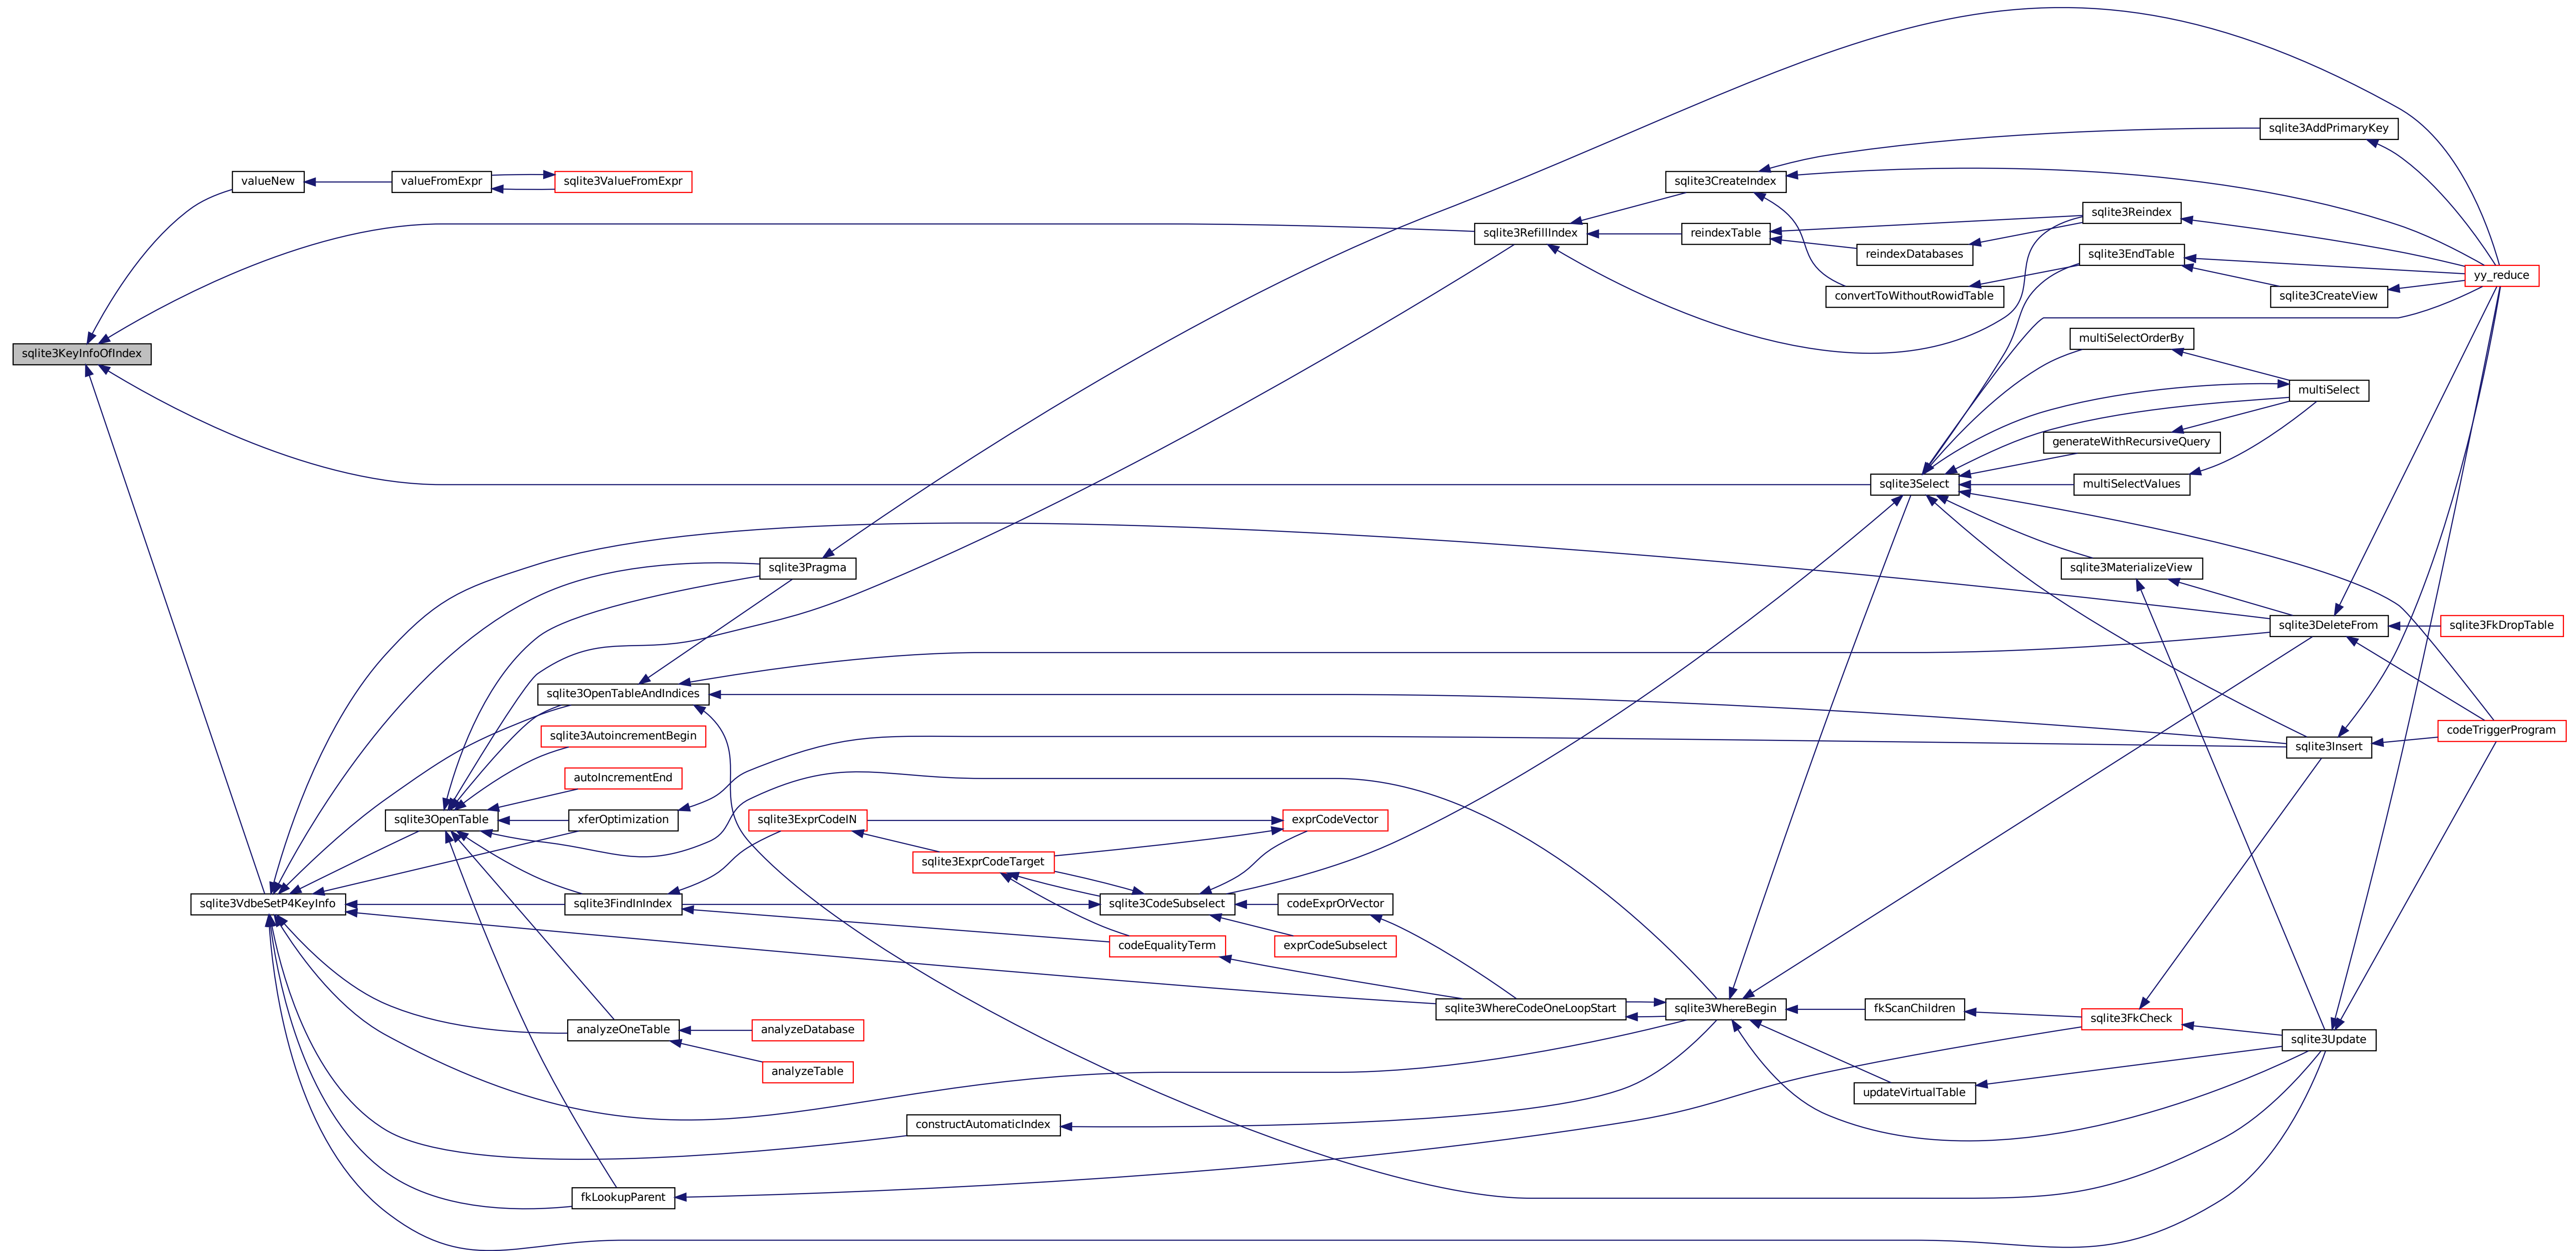 sqlite3AddPrimaryKey
valueNew
valueFromExpr
sqlite3ValueFromExpr
sqlite3CreateIndex
sqlite3Reindex
sqlite3RefillIndex
reindexTable
reindexDatabases
sqlite3EndTable
yy_reduce
convertToWithoutRowidTable
sqlite3CreateView
multiSelectOrderBy
sqlite3KeyInfoOfIndex
multiSelect
generateWithRecursiveQuery
sqlite3Select
multiSelectValues
sqlite3Pragma
sqlite3MaterializeView
sqlite3DeleteFrom
sqlite3FkDropTable
sqlite3OpenTableAndIndices
sqlite3AutoincrementBegin
codeTriggerProgram
sqlite3Insert
autoIncrementEnd
sqlite3OpenTable
xferOptimization
sqlite3ExprCodeIN
exprCodeVector
sqlite3ExprCodeTarget
sqlite3VdbeSetP4KeyInfo
sqlite3FindInIndex
sqlite3CodeSubselect
codeExprOrVector
codeEqualityTerm
exprCodeSubselect
sqlite3WhereCodeOneLoopStart
sqlite3WhereBegin
fkScanChildren
sqlite3FkCheck
analyzeOneTable
analyzeDatabase
sqlite3Update
analyzeTable
updateVirtualTable
constructAutomaticIndex
fkLookupParent